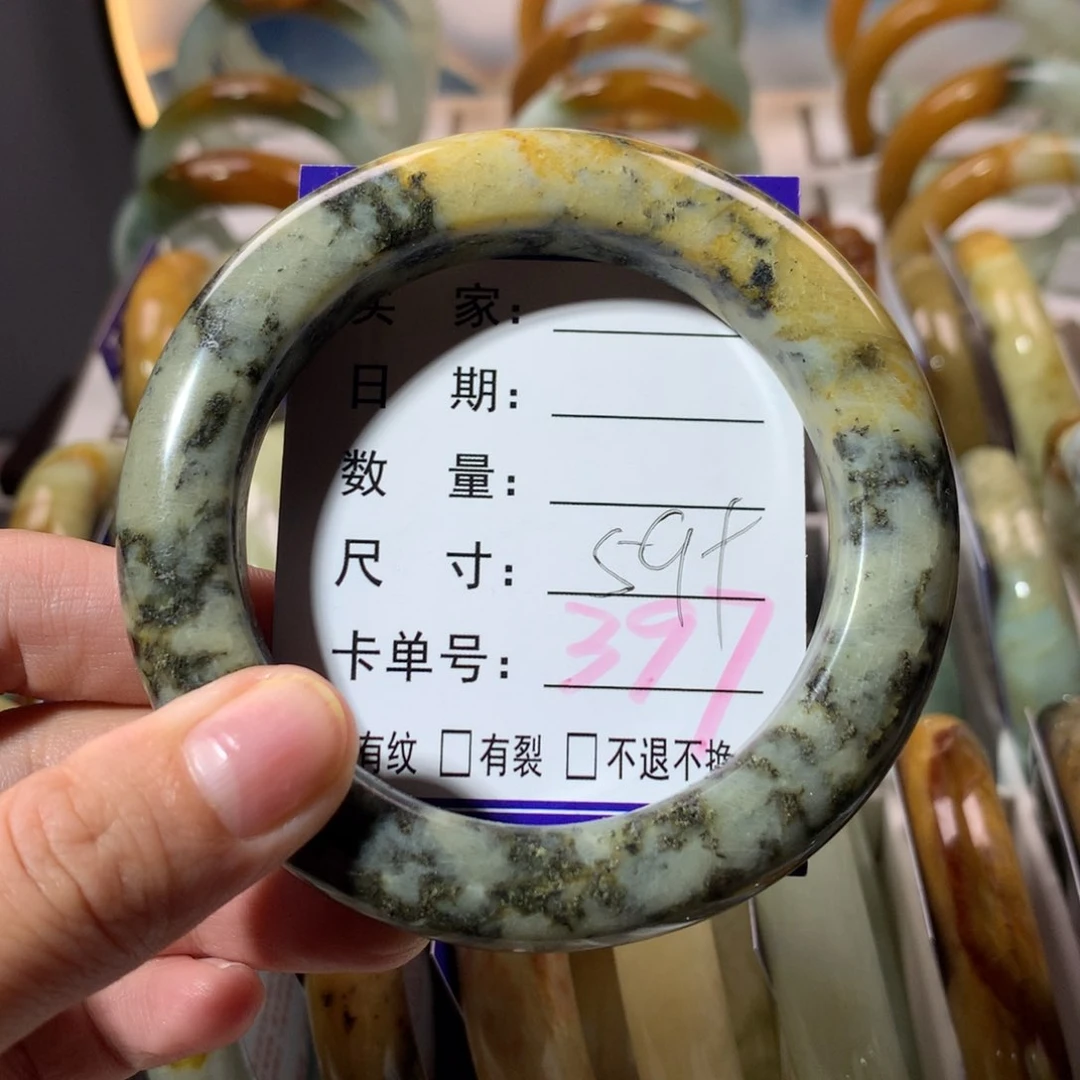 卖 家:
日 期:
数 量:
尺 寸: 59+
卡单号: 397
有纹 □有裂 □不退不换